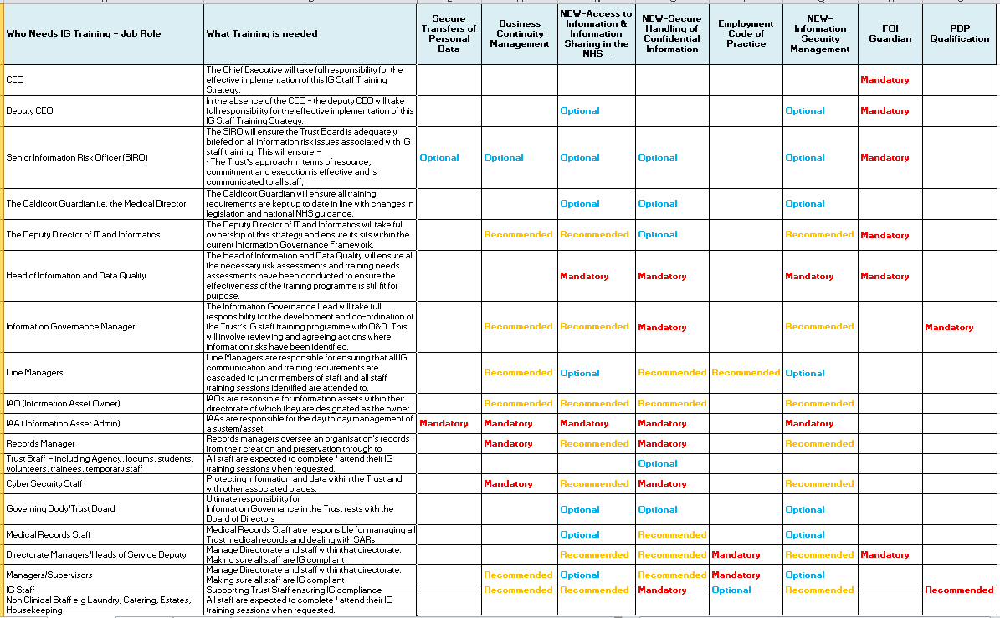 Who Needs IG Training - Job Role
What Training is needed
Secure
Transfers of
Personal
Data
Business
Continuity
Management
NEW-Access to
Information &
Information
Sharing in the
NHS -
NEW-Secure
Handling of
Confidential
Information
Employment
Code of
Practice
NEW-
Information
Security
Management
FOI
Guardian
PDP
Qualification
CEO
The Chief Executive will take full responsibility for the
effective implementation of this IG Staff Training
Strategy.
Mandatory
Deputy CEO
In the absence of the CEO - the deputy CEO will take
full responsibility for the effective implementation of this
IG Staff Training Strategy.
Optional Optional Mandatory
Senior Information Risk Officer (SIRO)
The SIRO will ensure the Trust Board is adequately
briefed on all information risk issues associated with IG
staff training. This will ensure:-
• The Trust's approach in terms of resource,
commitment and execution is effective and is
communicated to all staff;
Optional Optional Optional Optional Optional Mandatory
The Caldicott Guardian i.e. the Medical Director
The Caldicott Guardian will ensure all training
requirements are kept up to date in line with changes in
legislation and national NHS guidance.
Optional Optional Optional
The Deputy Director of IT and Informatics
The Deputy Director of IT and Informatics will take full
ownership of this strategy and ensure its sits within the
current Information Governance Framework.
Recommended Recommended Optional Recommended Mandatory
Head of Information and Data Quality
The Head of Information and Data Quality will ensure all
the necessary risk assessments and training needs
assessments have been conducted to ensure the
effectiveness of the training programme is still fit for
purpose.
Mandatory Mandatory Mandatory Mandatory
Information Governance Manager
The Information Governance Lead will take full
responsibility for the development and co-ordination of
the Trust's IG staff training programme with O&D. This
will involve reviewing and agreeing actions where
information risks have been identified.
Recommended Recommended Mandatory Recommended Mandatory
Line Managers
Line Managers are responsible for ensuring that all IG
communication and training requirements are
cascaded to junior members of staff and all staff
training sessions identified are attended to.
Recommended Optional Recommended Recommended Optional
IAO (Information Asset Owner)
IAOs are resonsible for information assets within their
directorate of which they are designated as the owner
Recommended Recommended Recommended Recommended
IAA ( Information Asset Admin)
IAAs are responsible for the day to day management of
a system/asset
Mandatory Mandatory Mandatory Mandatory Mandatory
Records Manager
Records managers oversee an organisation's records
from their creation and preservation through to
Mandatory Recommended Mandatory Recommended
Trust Staff - including Agency, locums, students,
volunteers, trainees, temporary staff
All staff are expected to complete / attend their IG
training sessions when requested.
Optional
Cyber Security Staff
Protecting Information and data within the Trust and
with other associated places.
Mandatory Recommended Mandatory Recommended
Governing Body/Trust Board
Ultimate responsibility for
Information Governance in the Trust rests with the
Board of Directors
Optional Optional Optional
Medical Records Staff
Medical Records Staff atre responsible for managing all
Trust medical records and dealing with SARs
Optional Recommended Optional
Directorate Managers/Heads of Service Deputy
Manage Directorate and staff withinthat directorate.
Making sure all staff are IG compliant
Recommended Recommended Mandatory Recommended Mandatory
Managers/Supervisors
Manage Directorate and staff withinthat directorate.
Making sure all staff are IG compliant
Recommended Optional Recommended Mandatory Optional
IG Staff
Supporting Trust Staff ensuring IG compliance
Recommended Recommended Mandatory Optional Recommended Recommended
Non Clinical Staff e.g Laundry, Catering, Estates,
Housekeeping
All staff are expected to complete / attend their IG
training sessions when requested.